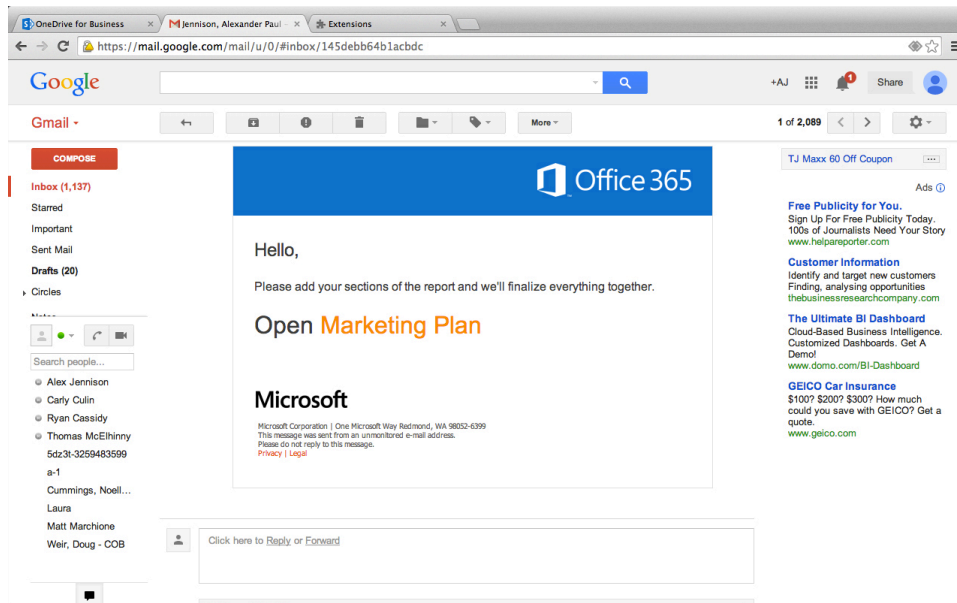 OneDrive for Business
Jennison, Alexander Paul -
Extensions
https://mail.google.com/mail/u/0/#inbox/145debb64b1acbdc
Google
+AJ
1
Share
Gmail
More
1 of 2,089
COMPOSE
Inbox (1,137)
Starred
Important
Sent Mail
Drafts (20)
Circles
Search people...
Alex Jennison
Carly Culin
Ryan Cassidy
Thomas McElhinny
5dz3t-3259483599
a-1
Cummings, Noell...
Laura
Matt Marchione
Weir, Doug - COB
Office 365
Hello,
Please add your sections of the report and we'll finalize everything together.
Open Marketing Plan
Microsoft
Microsoft Corporation | One Microsoft Way Redmond, WA 98052-6399
This message was sent from an unmonitored e-mail address.
Please do not reply to this message.
Privacy | Legal
Click here to Reply or Forward
TJ Maxx 60 Off Coupon
Ads
Free Publicity for You.
Sign Up For Free Publicity Today.
100s of Journalists Need Your Story
www.helpareporter.com
Customer Information
Identify and target new customers
Finding, analysing opportunities
thebusinessresearchcompany.com
The Ultimate BI Dashboard
Cloud-Based Business Intelligence.
Customized Dashboards. Get A
Demo!
www.domo.com/BI-Dashboard
GEICO Car Insurance
$100? $200? $300? How much
could you save with GEICO? Get a
quote.
www.geico.com